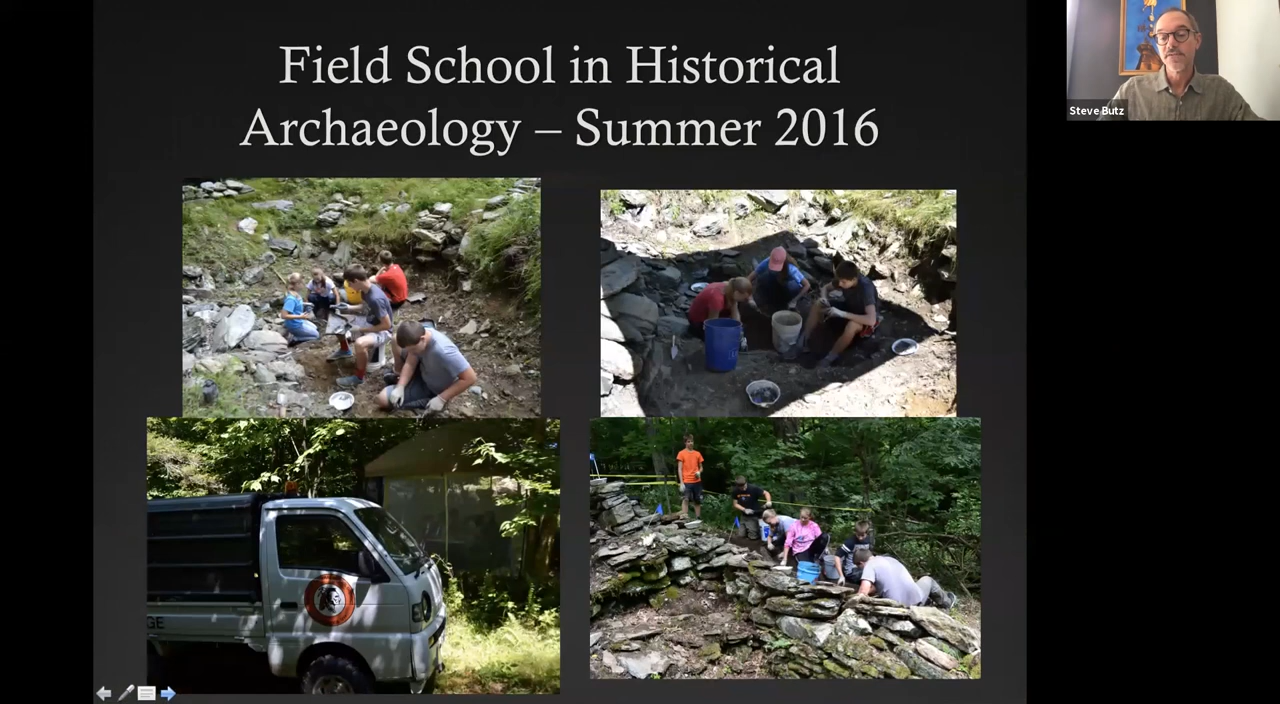 Field School in Historical
Archaeology – Summer 2016
Steve Butz
GE